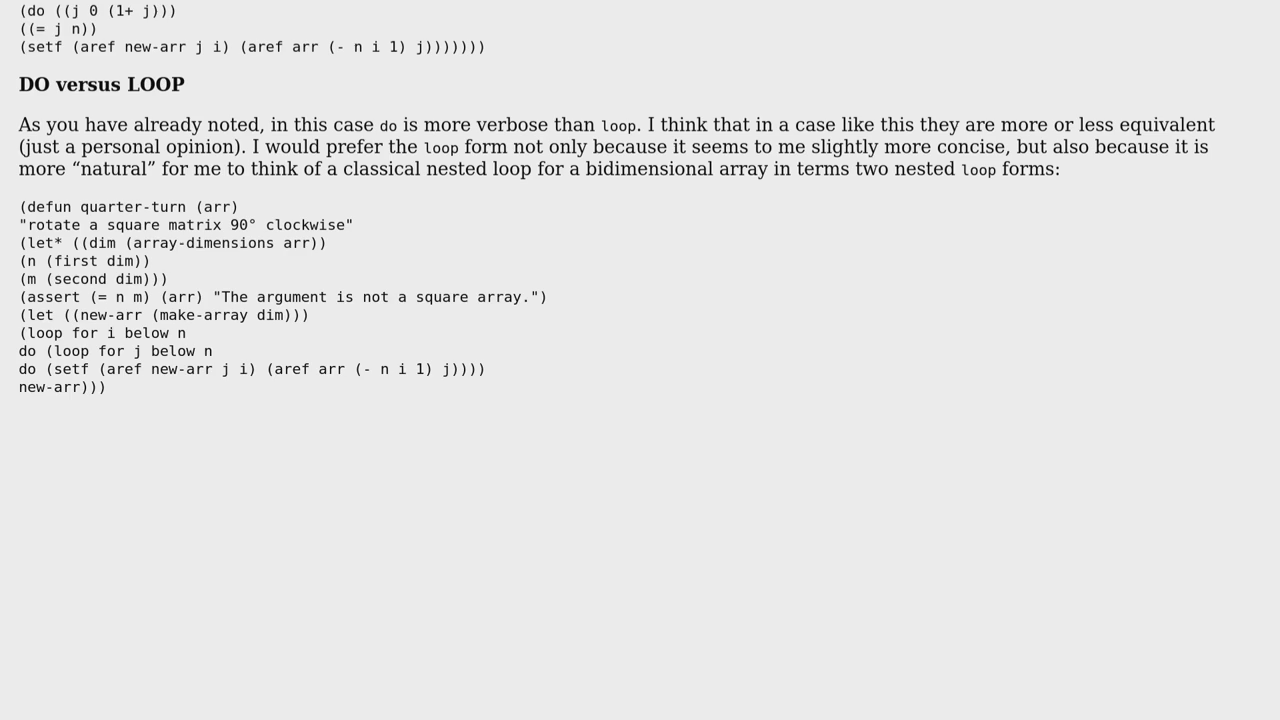 (do ((j 0 (1+ j)))
((= j n))
(setf (aref new-arr j i) (aref arr (- n i 1) j)))))))
DO versus LOOP
As you have already noted, in this case do is more verbose than loop. I think that in a case like this they are more or less equivalent
(just a personal opinion). I would prefer the loop form not only because it seems to me slightly more concise, but also because it is
more “natural” for me to think of a classical nested loop for a bidimensional array in terms two nested loop forms:
(defun quarter-turn (arr)
"rotate a square matrix 90° clockwise"
(let* ((dim (array-dimensions arr))
(n (first dim))
(m (second dim)))
(assert (= n m) (arr) "The argument is not a square array.")
(let ((new-arr (make-array dim)))
(loop for i below n
do (loop for j below n
do (setf (aref new-arr j i) (aref arr (- n i 1) j))))
new-arr)))